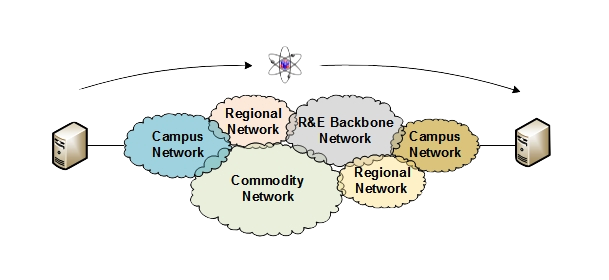 Regional
Network
R&E Backbone
Network
Campus
Network
Campus
Network
Commodity
Network
Regional
Network